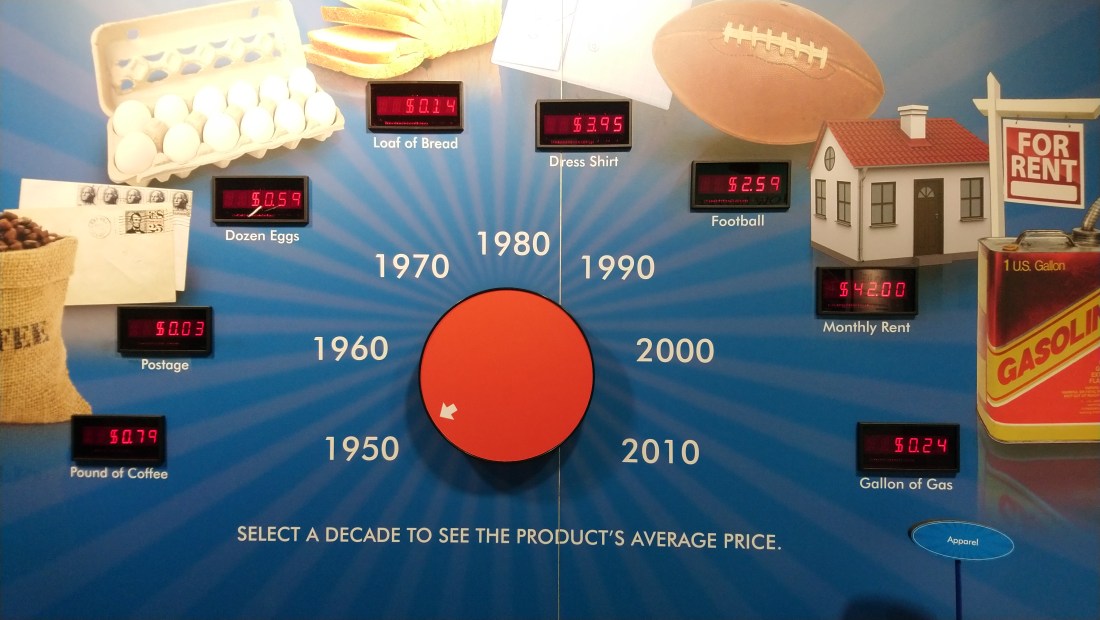 $0.14
Loaf of Bread
$3.95
Dress Shirt
$2.59
Football
FOR
RENT
$0.59
Dozen Eggs
1980
1970
1990
1 U.S. Gallon
$42.00
Monthly Rent
$0.03
Postage
1960
2000
GASOLIN
1950
2010
$0.79
Pound of Coffee
$0.24
Gallon of Gas
FEE
SELECT A DECADE TO SEE THE PRODUCT'S AVERAGE PRICE.
Apparel